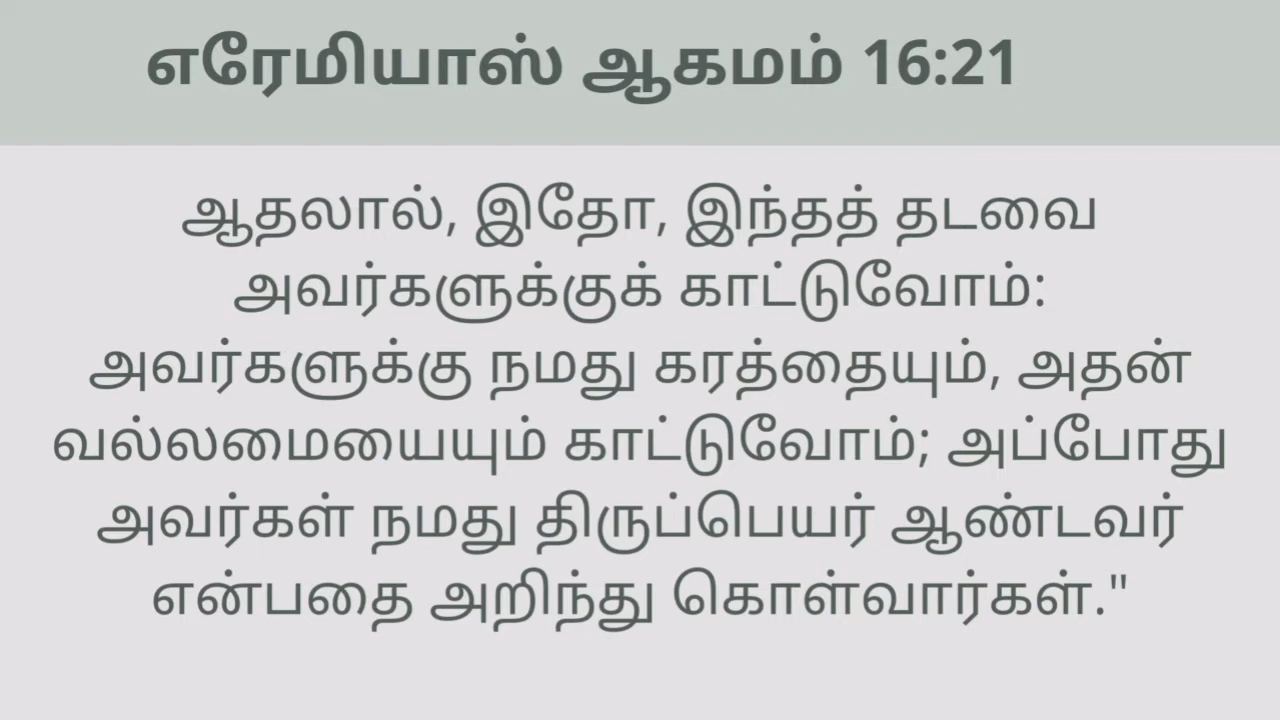 எரேமியாஸ் ஆகமம் 16:21
ஆதலால், இதோ, இந்தத் தடவை
அவர்களுக்குக் காட்டுவோம்:
அவர்களுக்கு நமது கரத்தையும், அதன்
வல்லமையையும் காட்டுவோம்; அப்போது
அவர்கள் நமது திருப்பெயர் ஆண்டவர்
என்பதை அறிந்து கொள்வார்கள்."